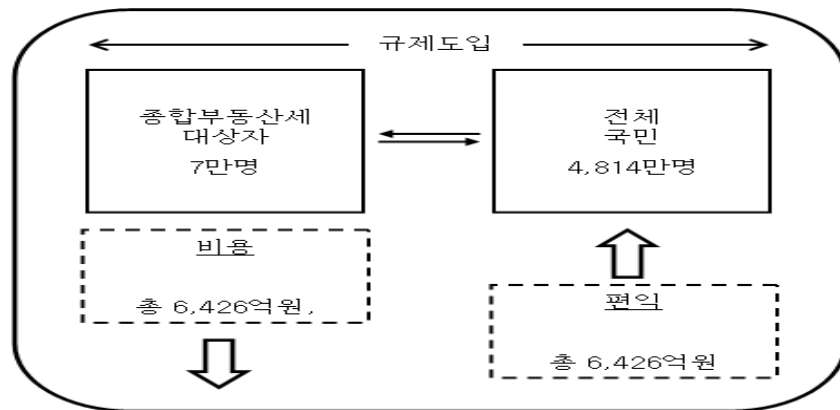 규제도입
종합부동산세
대상자
7만명
전체
국민
4,814만명
비용
총 6,426억원,
편익
총 6,426억원